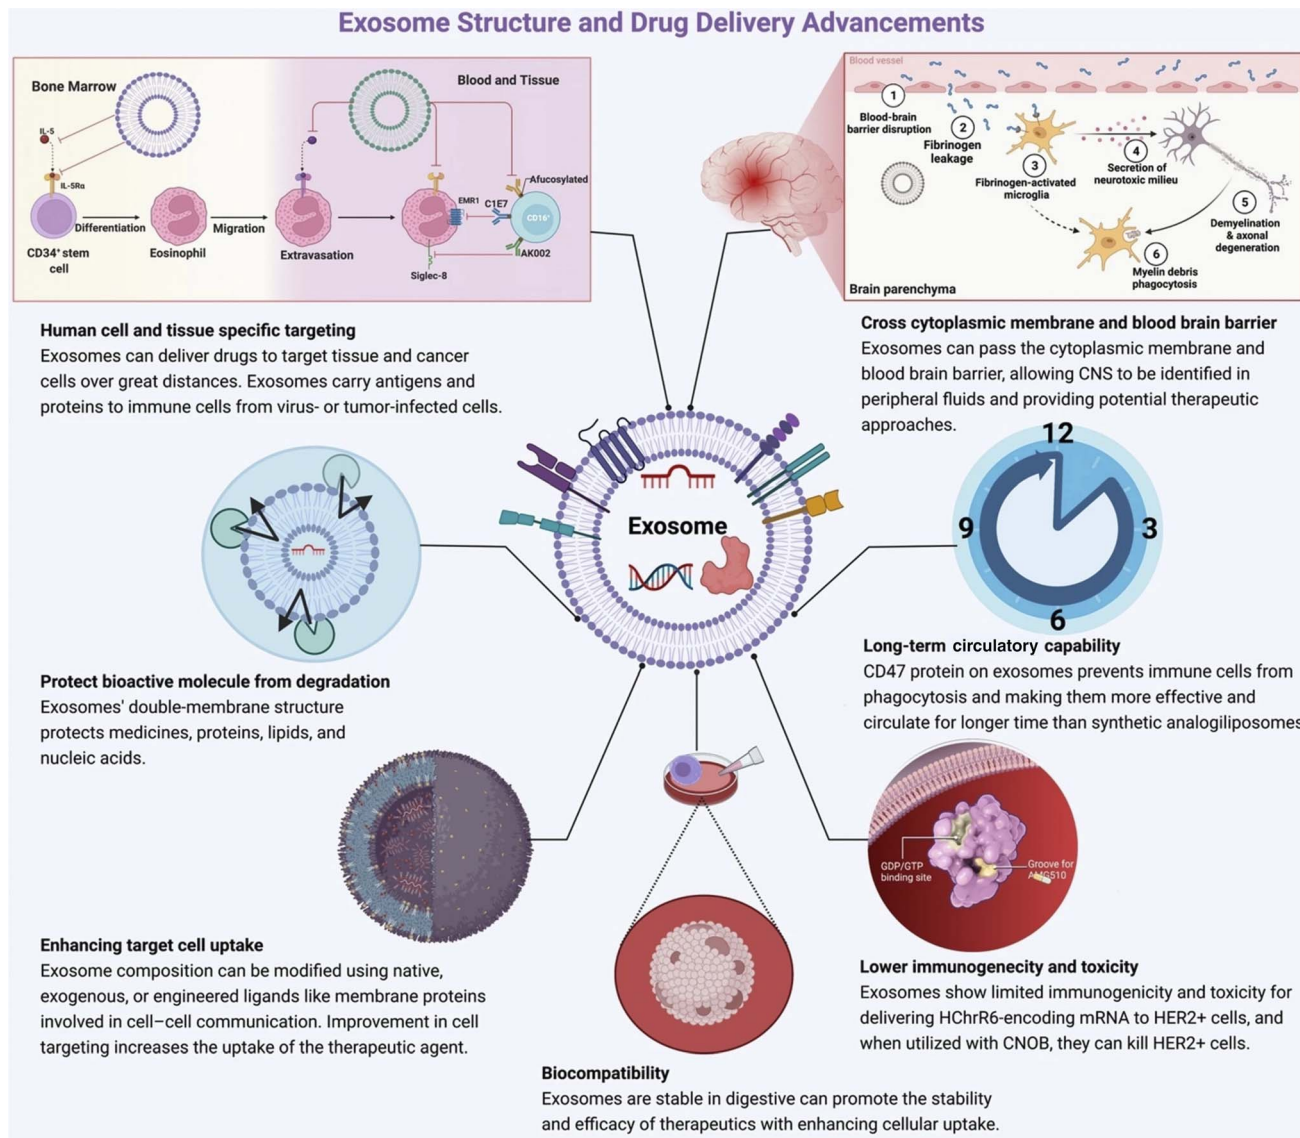 Exosome Structure and Drug Delivery Advancements
Bone Marrow
Blood and Tissue
IL-5
IL-5Rα
Afucosylated
EMR1
C1E7
CD16⁺
Differentiation
Migration
CD34⁺ stem
cell
Eosinophil
Extravasation
AK002
Siglec-8
Blood vessel
1
Blood-brain
barrier disruption
2
Fibrinogen
leakage
3
Fibrinogen-activated
microglia
4
Secretion of
neurotoxic milieu
5
Demyelination
& axonal
degeneration
6
Myelin debris
phagocytosis
Brain parenchyma
Human cell and tissue specific targeting
Exosomes can deliver drugs to target tissue and cancer
cells over great distances. Exosomes carry antigens and
proteins to immune cells from virus- or tumor-infected cells.
Cross cytoplasmic membrane and blood brain barrier
Exosomes can pass the cytoplasmic membrane and
blood brain barrier, allowing CNS to be identified in
peripheral fluids and providing potential therapeutic
approaches.
Exosome
12
9
3
6
Protect bioactive molecule from degradation
Exosomes' double-membrane structure
protects medicines, proteins, lipids, and
nucleic acids.
Long-term circulatory capability
CD47 protein on exosomes prevents immune cells from
phagocytosis and making them more effective and
circulate for longer time than synthetic analogiliposomes
GDP/GTP
binding site
Groove for
AMG510
Enhancing target cell uptake
Exosome composition can be modified using native,
exogenous, or engineered ligands like membrane proteins
involved in cell–cell communication. Improvement in cell
targeting increases the uptake of the therapeutic agent.
Lower immunogenecity and toxicity
Exosomes show limited immunogenicity and toxicity for
delivering HChrR6-encoding mRNA to HER2+ cells, and
when utilized with CNOB, they can kill HER2+ cells.
Biocompatibility
Exosomes are stable in digestive can promote the stability
and efficacy of therapeutics with enhancing cellular uptake.